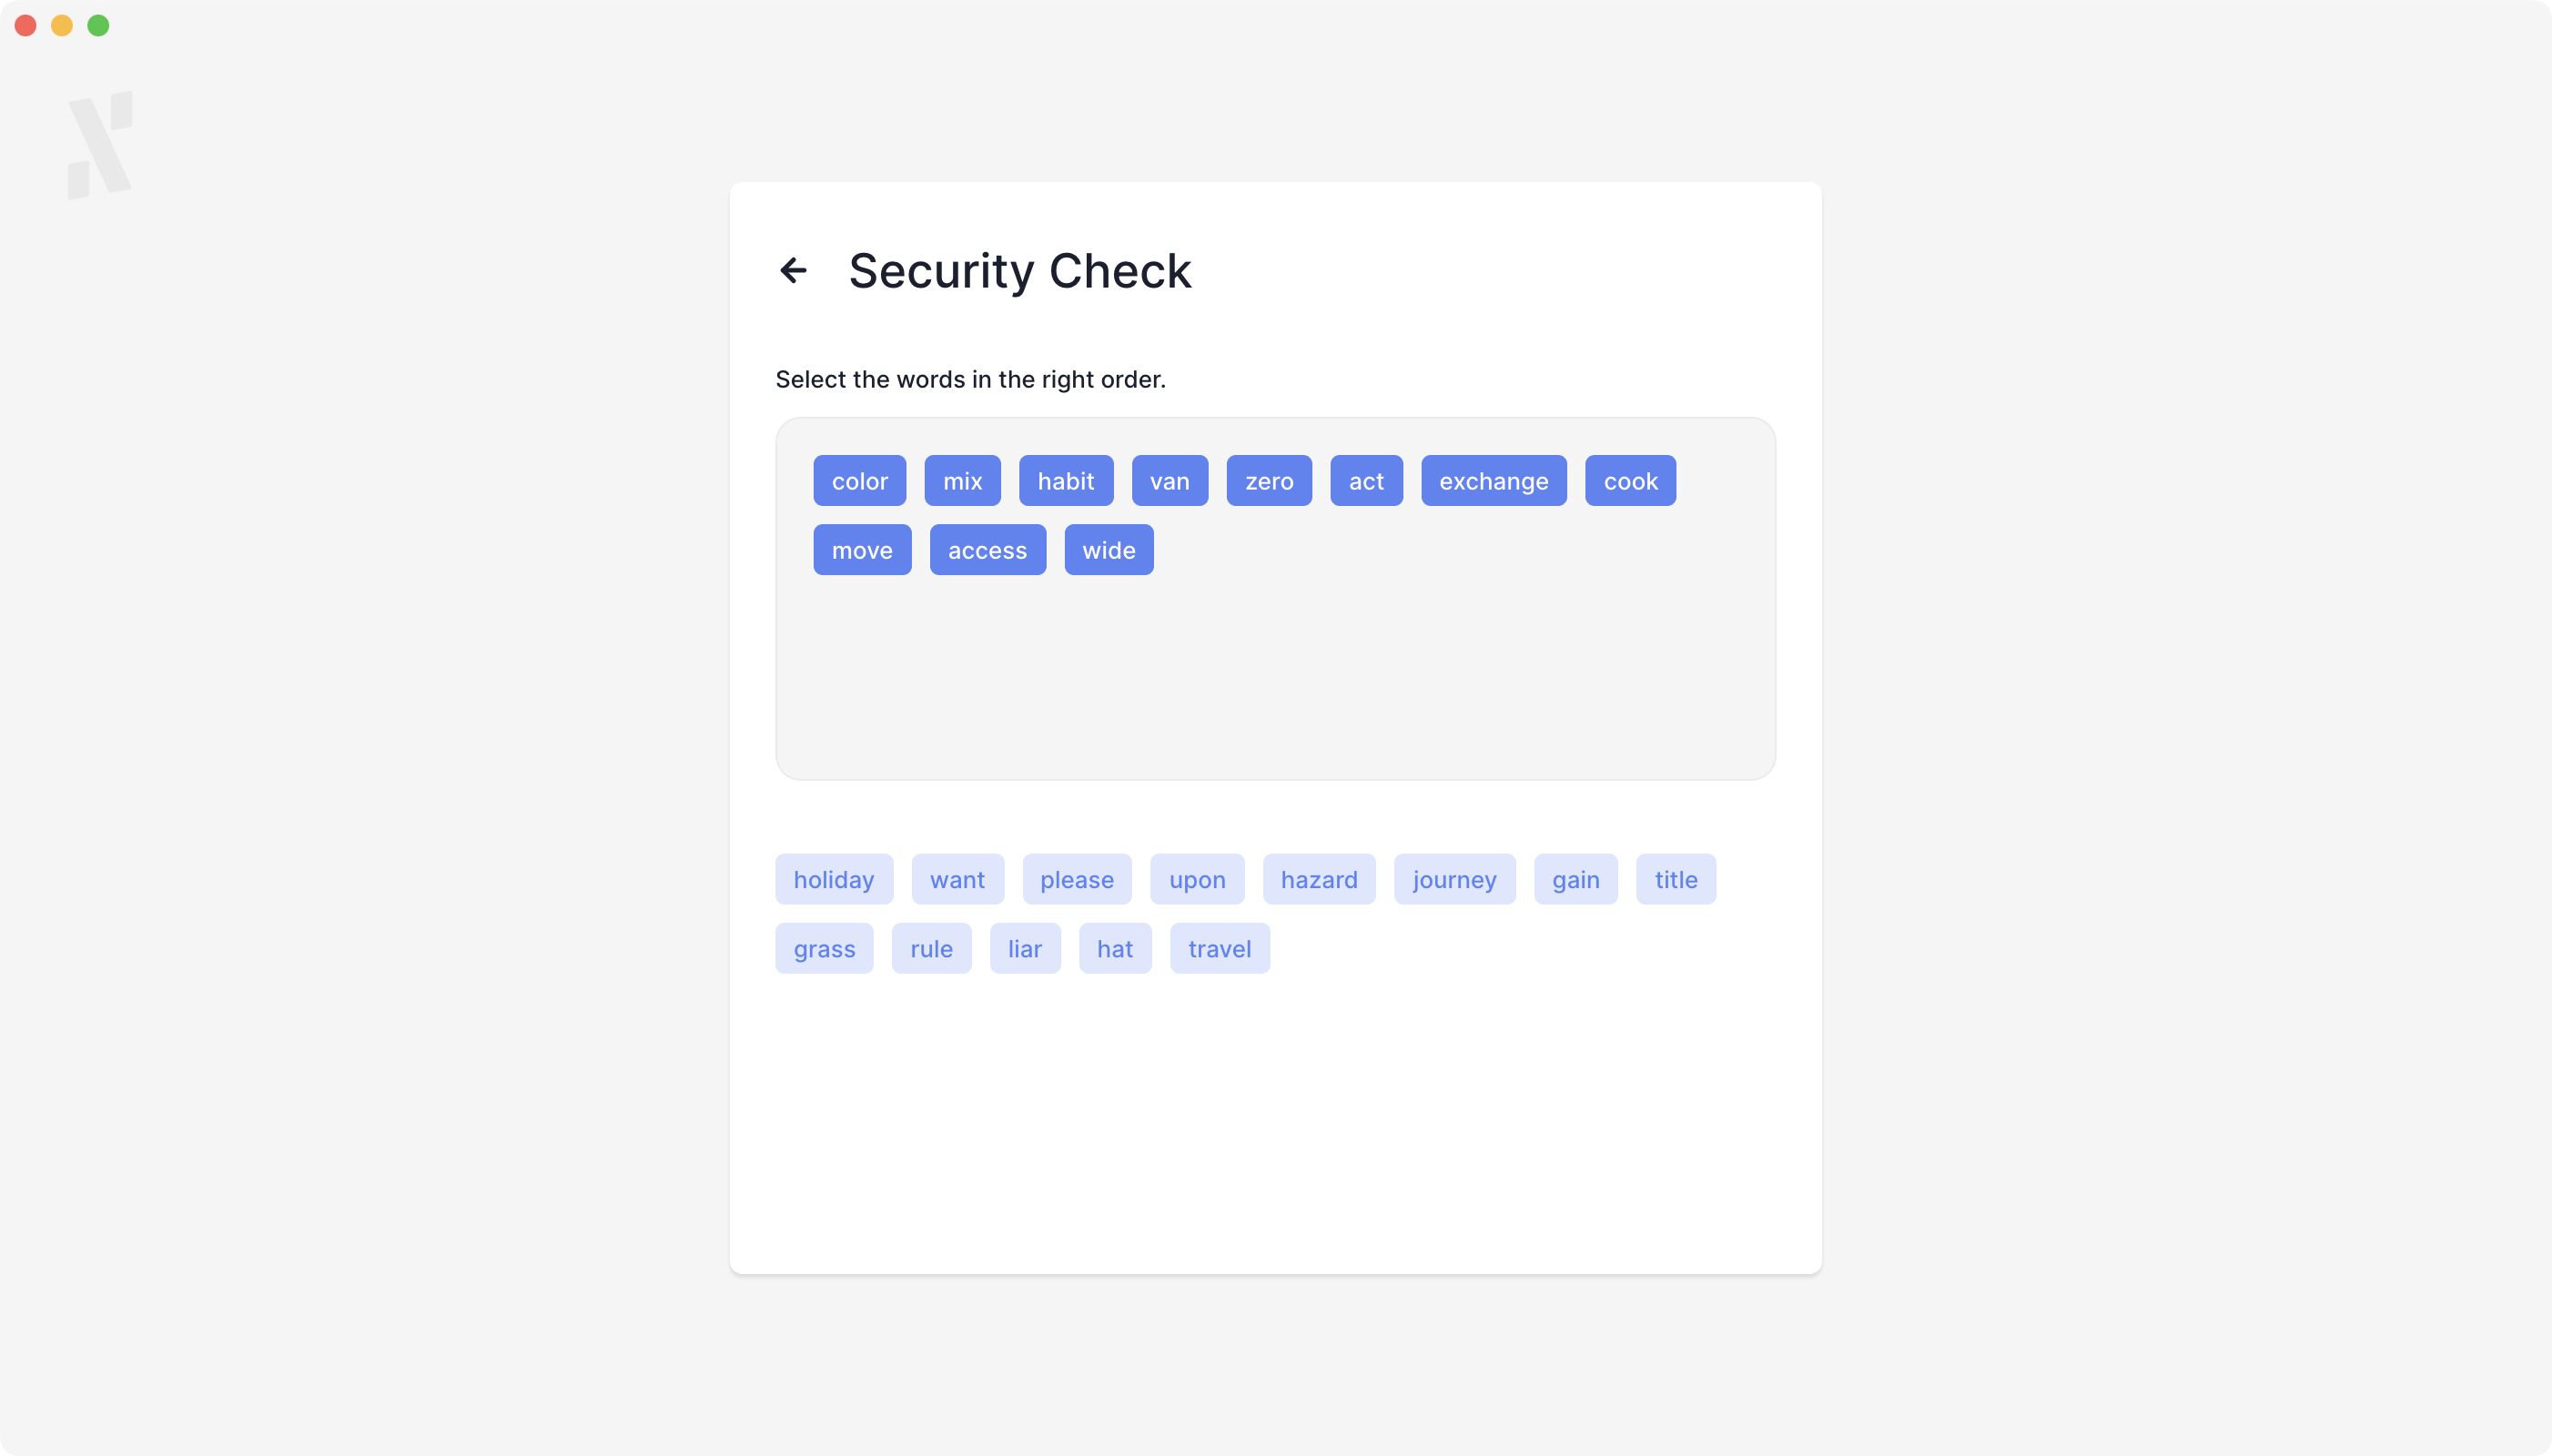 Security Check
Select the words in the right order.
color mix habit van zero act exchange cook
move access wide
holiday want please upon hazard journey gain title
grass rule liar hat travel